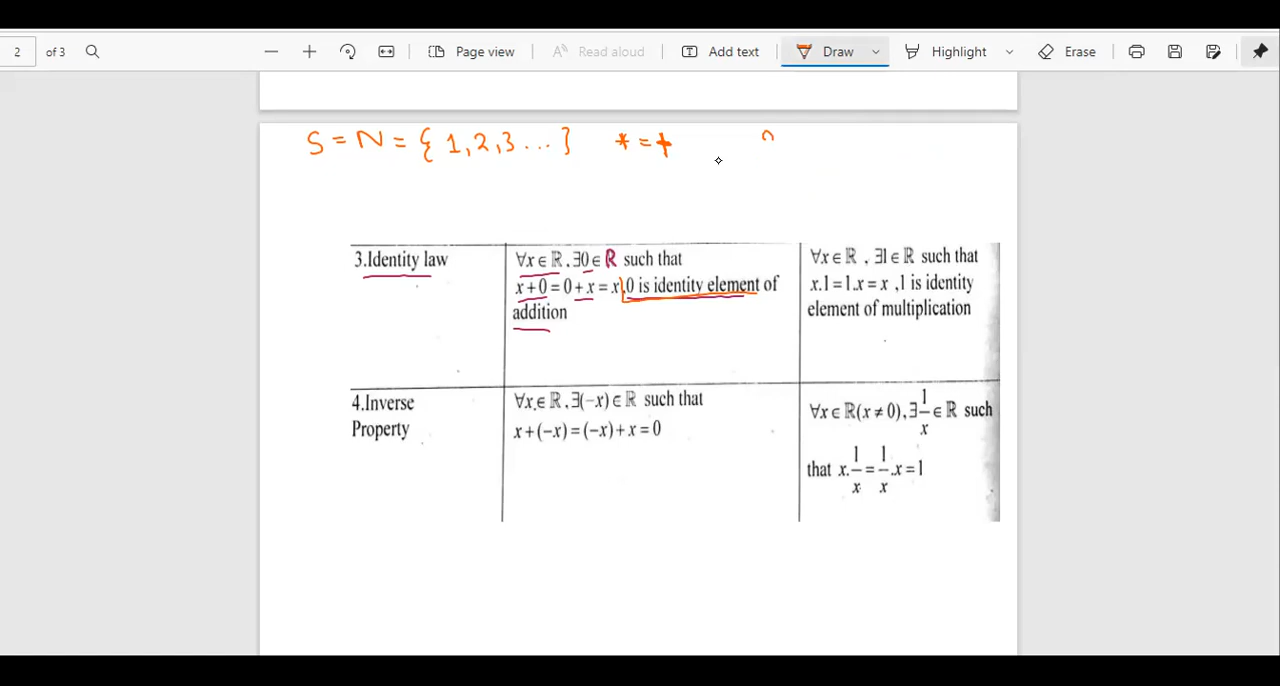 2 of 3 Page view Read aloud Add text Draw Highlight Erase
S = N = { 1, 2, 3 ... } * = +
3.Identity law
∀x ∈ ℝ, ∃0 ∈ ℝ such that
x + 0 = 0 + x = x, 0 is identity element of
addition
∀x ∈ ℝ , ∃1 ∈ ℝ such that
x.1 = 1.x = x ,1 is identity
element of multiplication
4.Inverse
Property
∀x ∈ ℝ, ∃(−x) ∈ ℝ such that
x + (−x) = (−x) + x = 0
∀x ∈ ℝ(x ≠ 0), ∃1/x ∈ ℝ such
that x.1/x = 1/x.x = 1